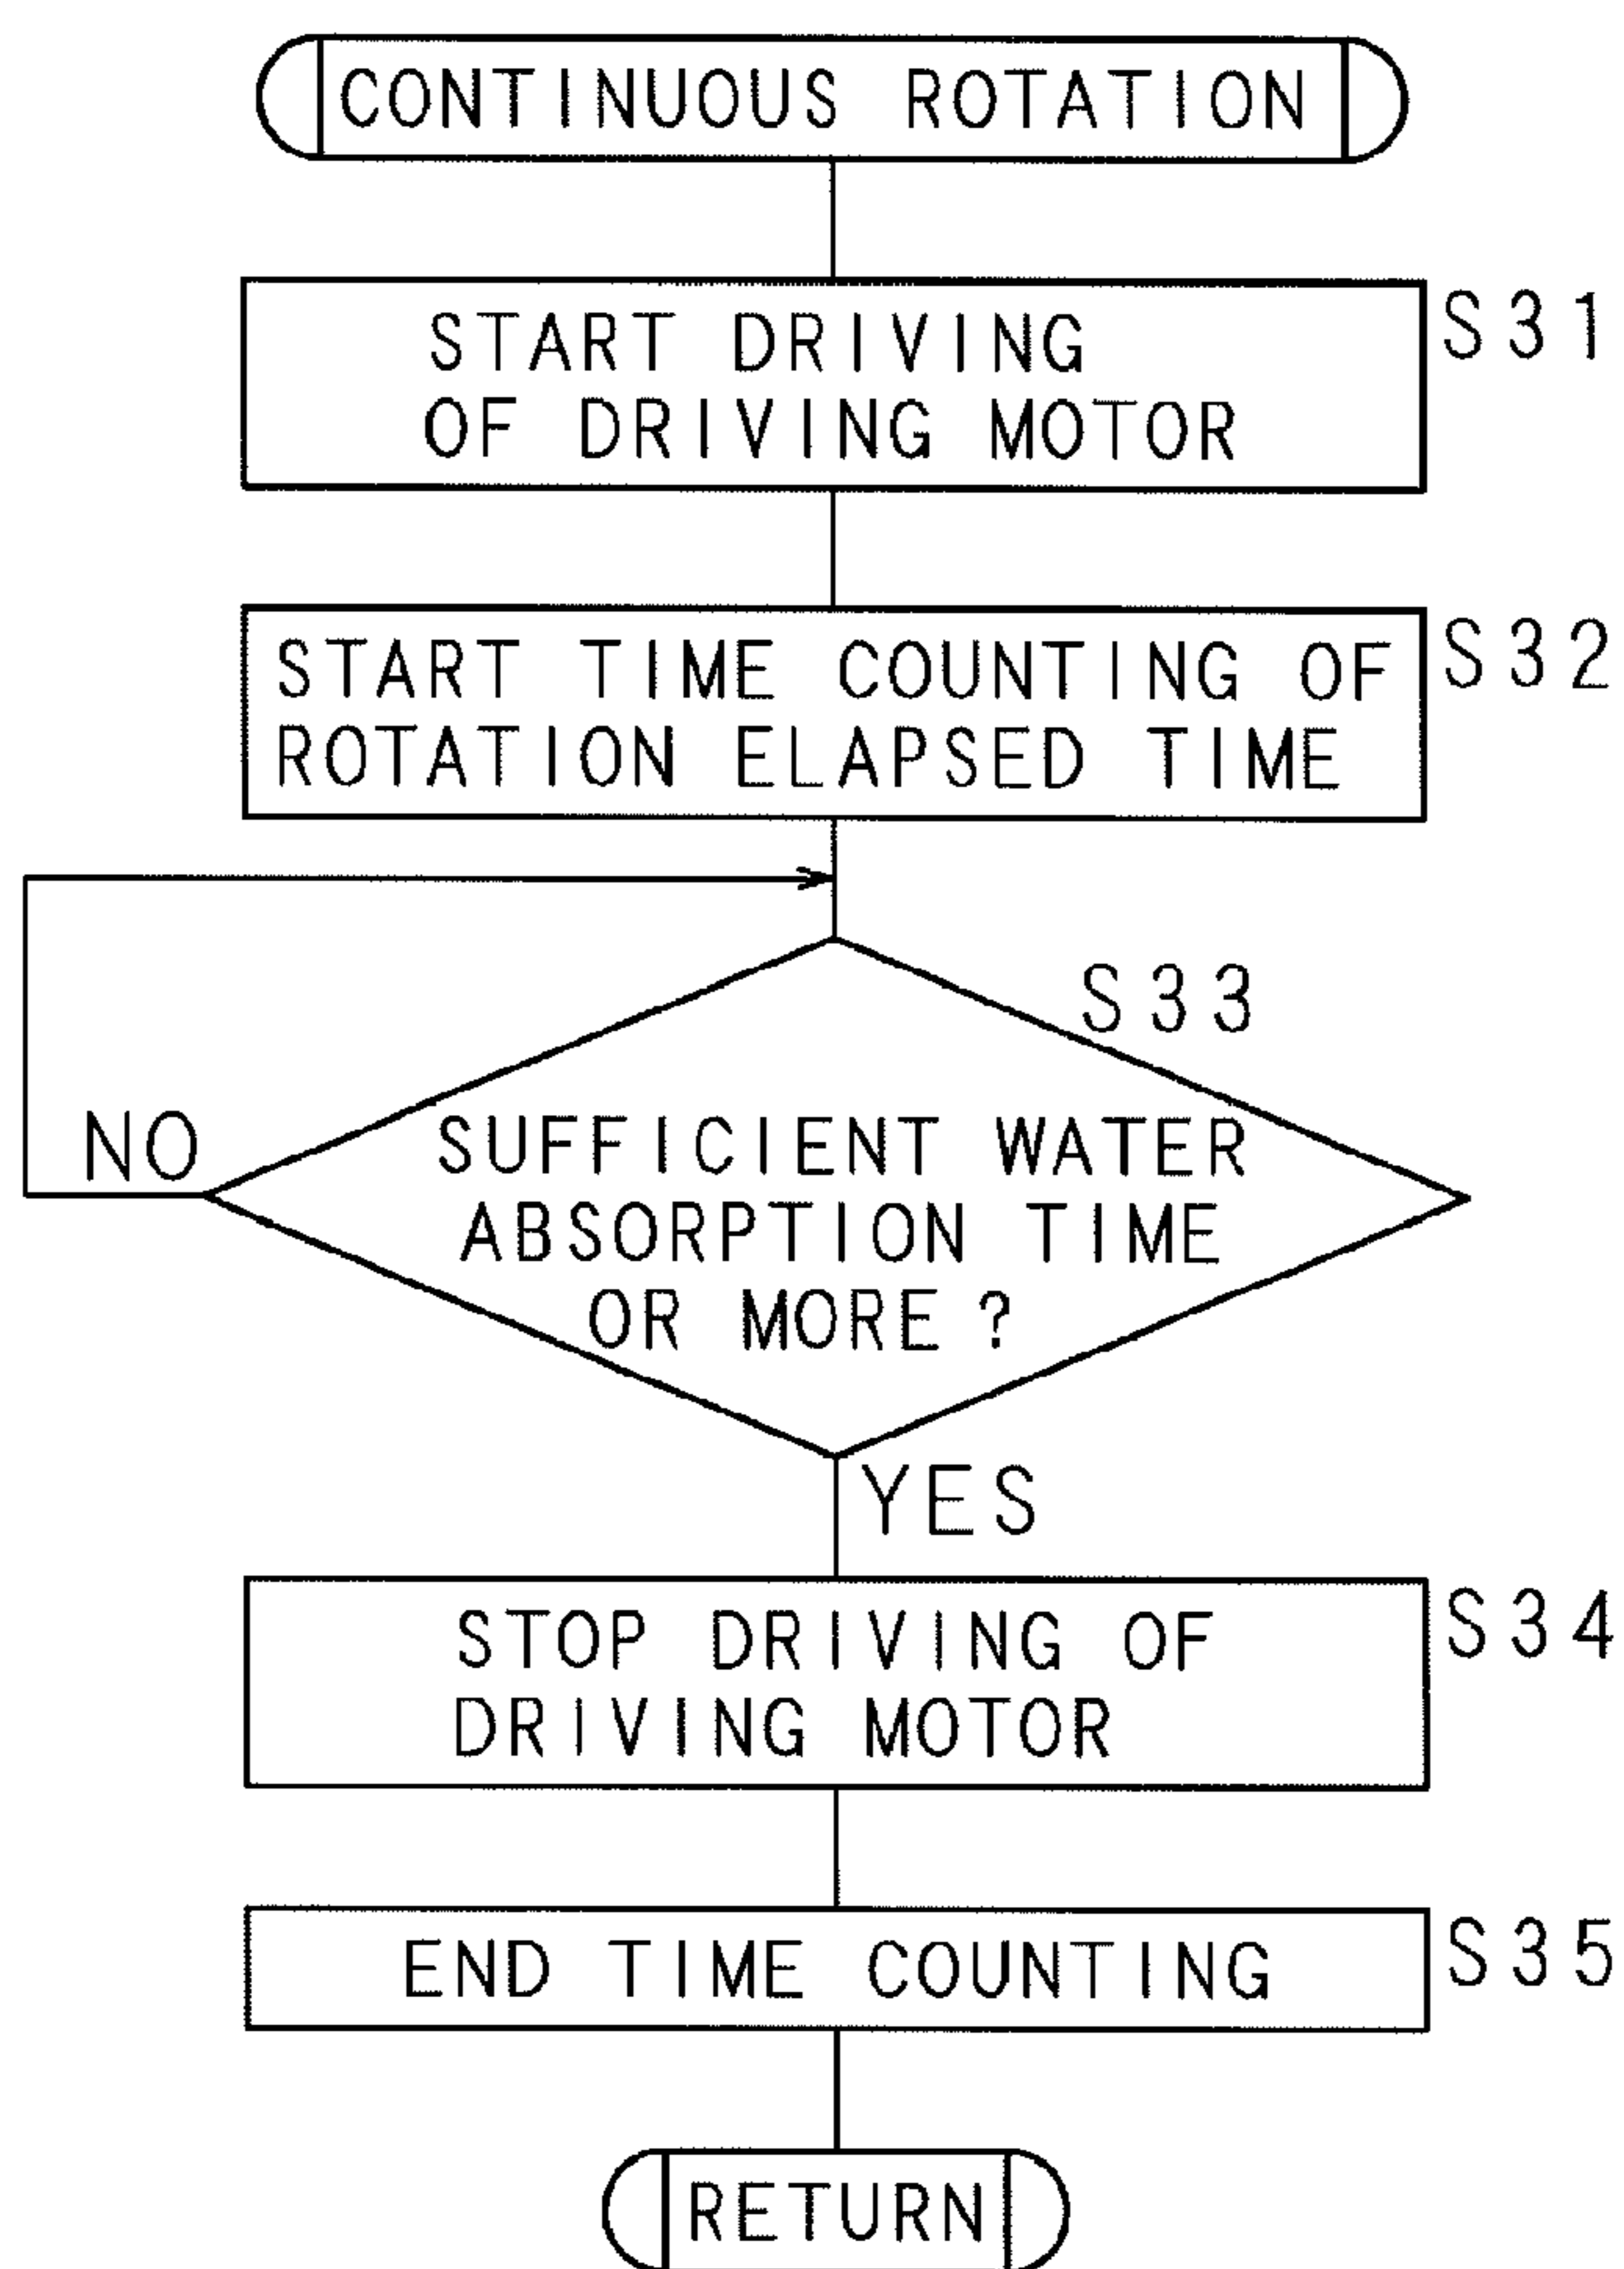 CONTINUOUS ROTATION
START DRIVING
OF DRIVING MOTOR
S31
START TIME COUNTING OF
ROTATION ELAPSED TIME
S32
S33
SUFFICIENT WATER
ABSORPTION TIME
OR MORE?
NO
YES
STOP DRIVING OF
DRIVING MOTOR
S34
END TIME COUNTING
S35
RETURN